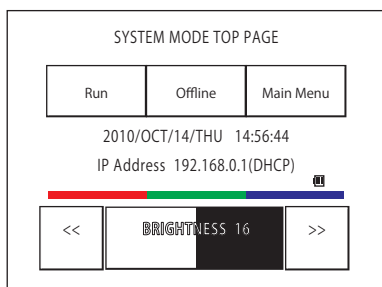 SYSTEM MODE TOP PAGE
Run Offline Main Menu
2010/OCT/14/THU 14:56:44
IP Address 192.168.0.1(DHCP)
<< BRIGHTNESS 16 >>